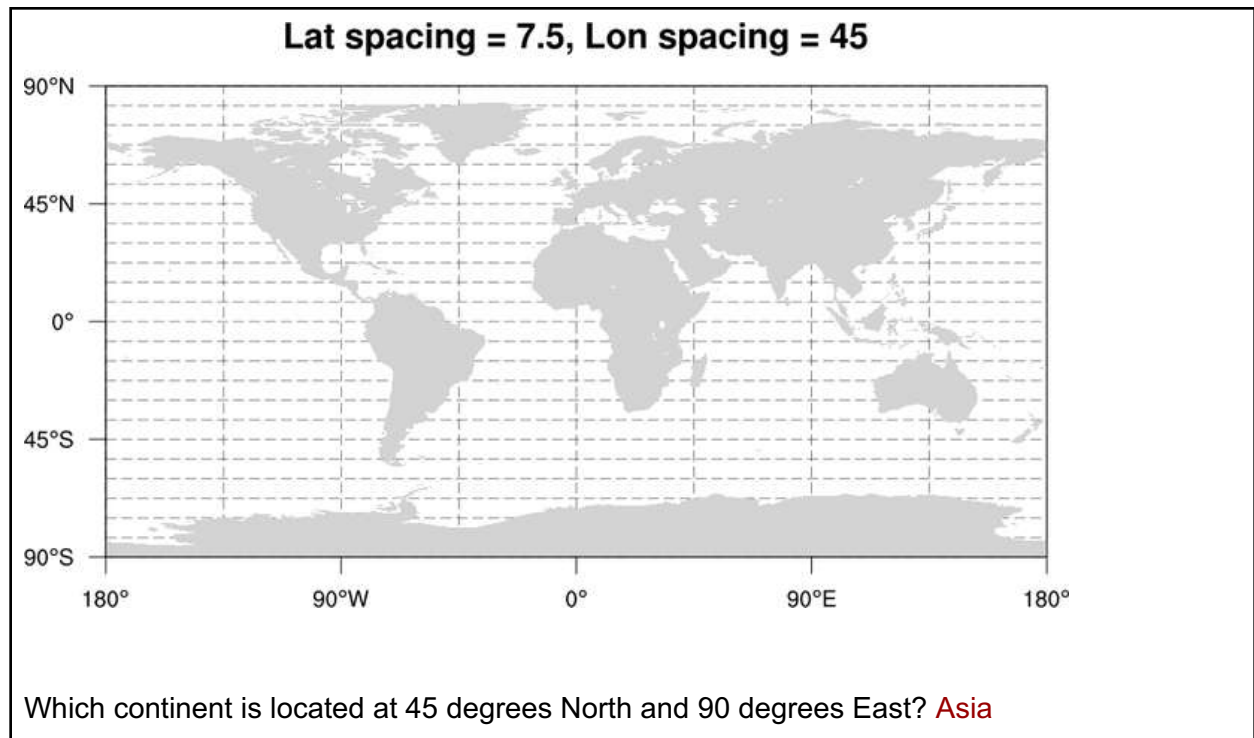 Lat spacing = 7.5, Lon spacing = 45
90°N
45°N
0°
45°S
90°S
180° 90°W 0° 90°E 180°
Which continent is located at 45 degrees North and 90 degrees East? Asia